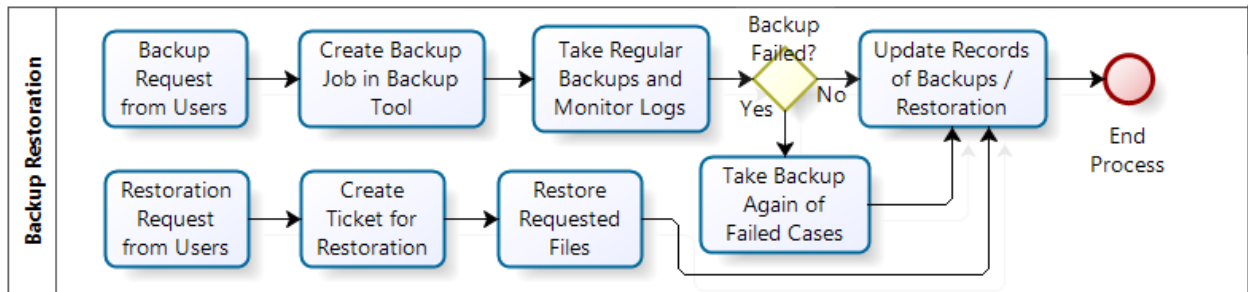 Backup Restoration
Backup
Request
from Users
Create Backup
Job in Backup
Tool
Take Regular
Backups and
Monitor Logs
Backup
Failed?
Yes
No
Update Records
of Backups /
Restoration
End
Process
Restoration
Request
from Users
Create
Ticket for
Restoration
Restore
Requested
Files
Take Backup
Again of
Failed Cases